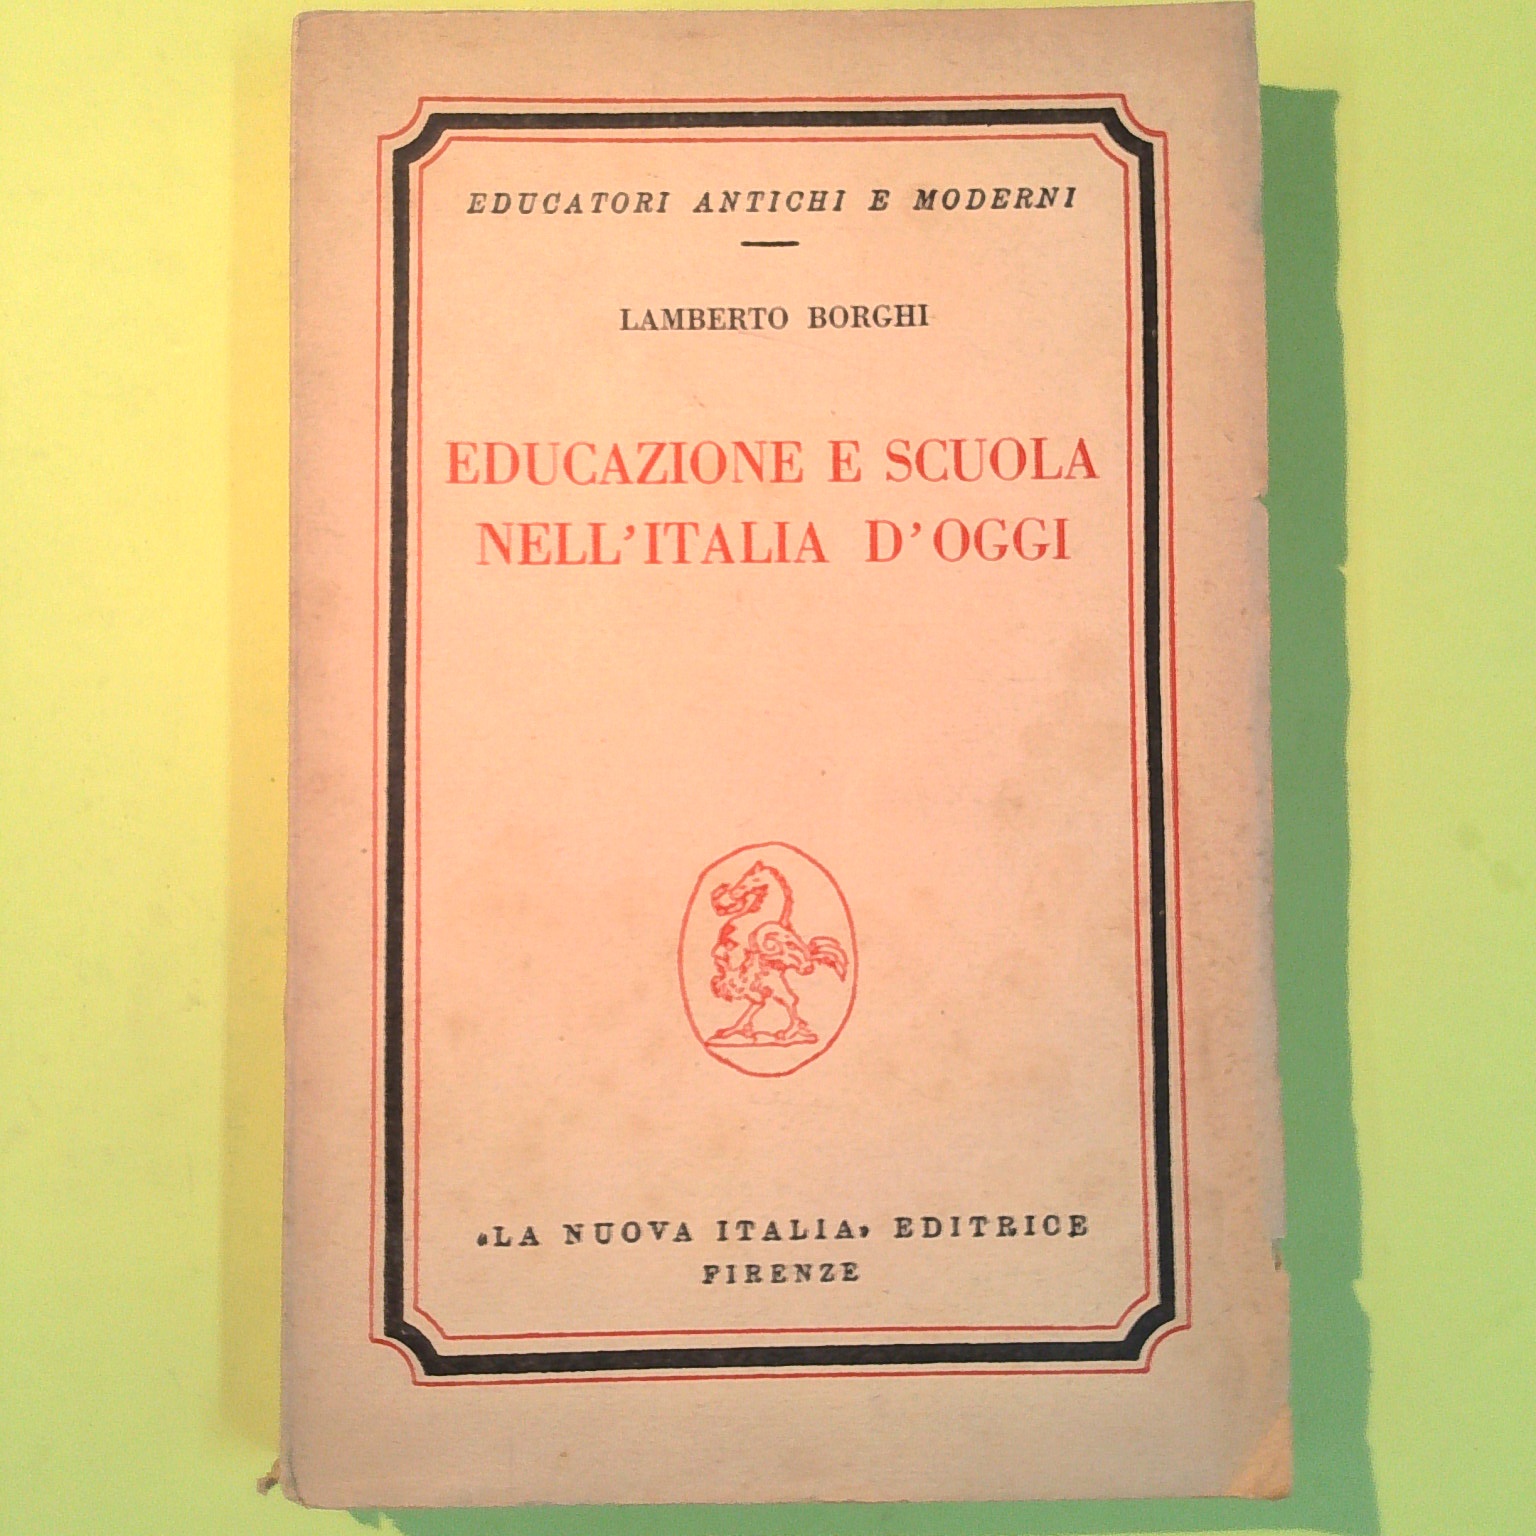 EDUCATORI ANTICHI E MODERNI
LAMBERTO BORGHI
EDUCAZIONE E SCUOLA
NELL'ITALIA D'OGGI
«LA NUOVA ITALIA» EDITRICE
FIRENZE